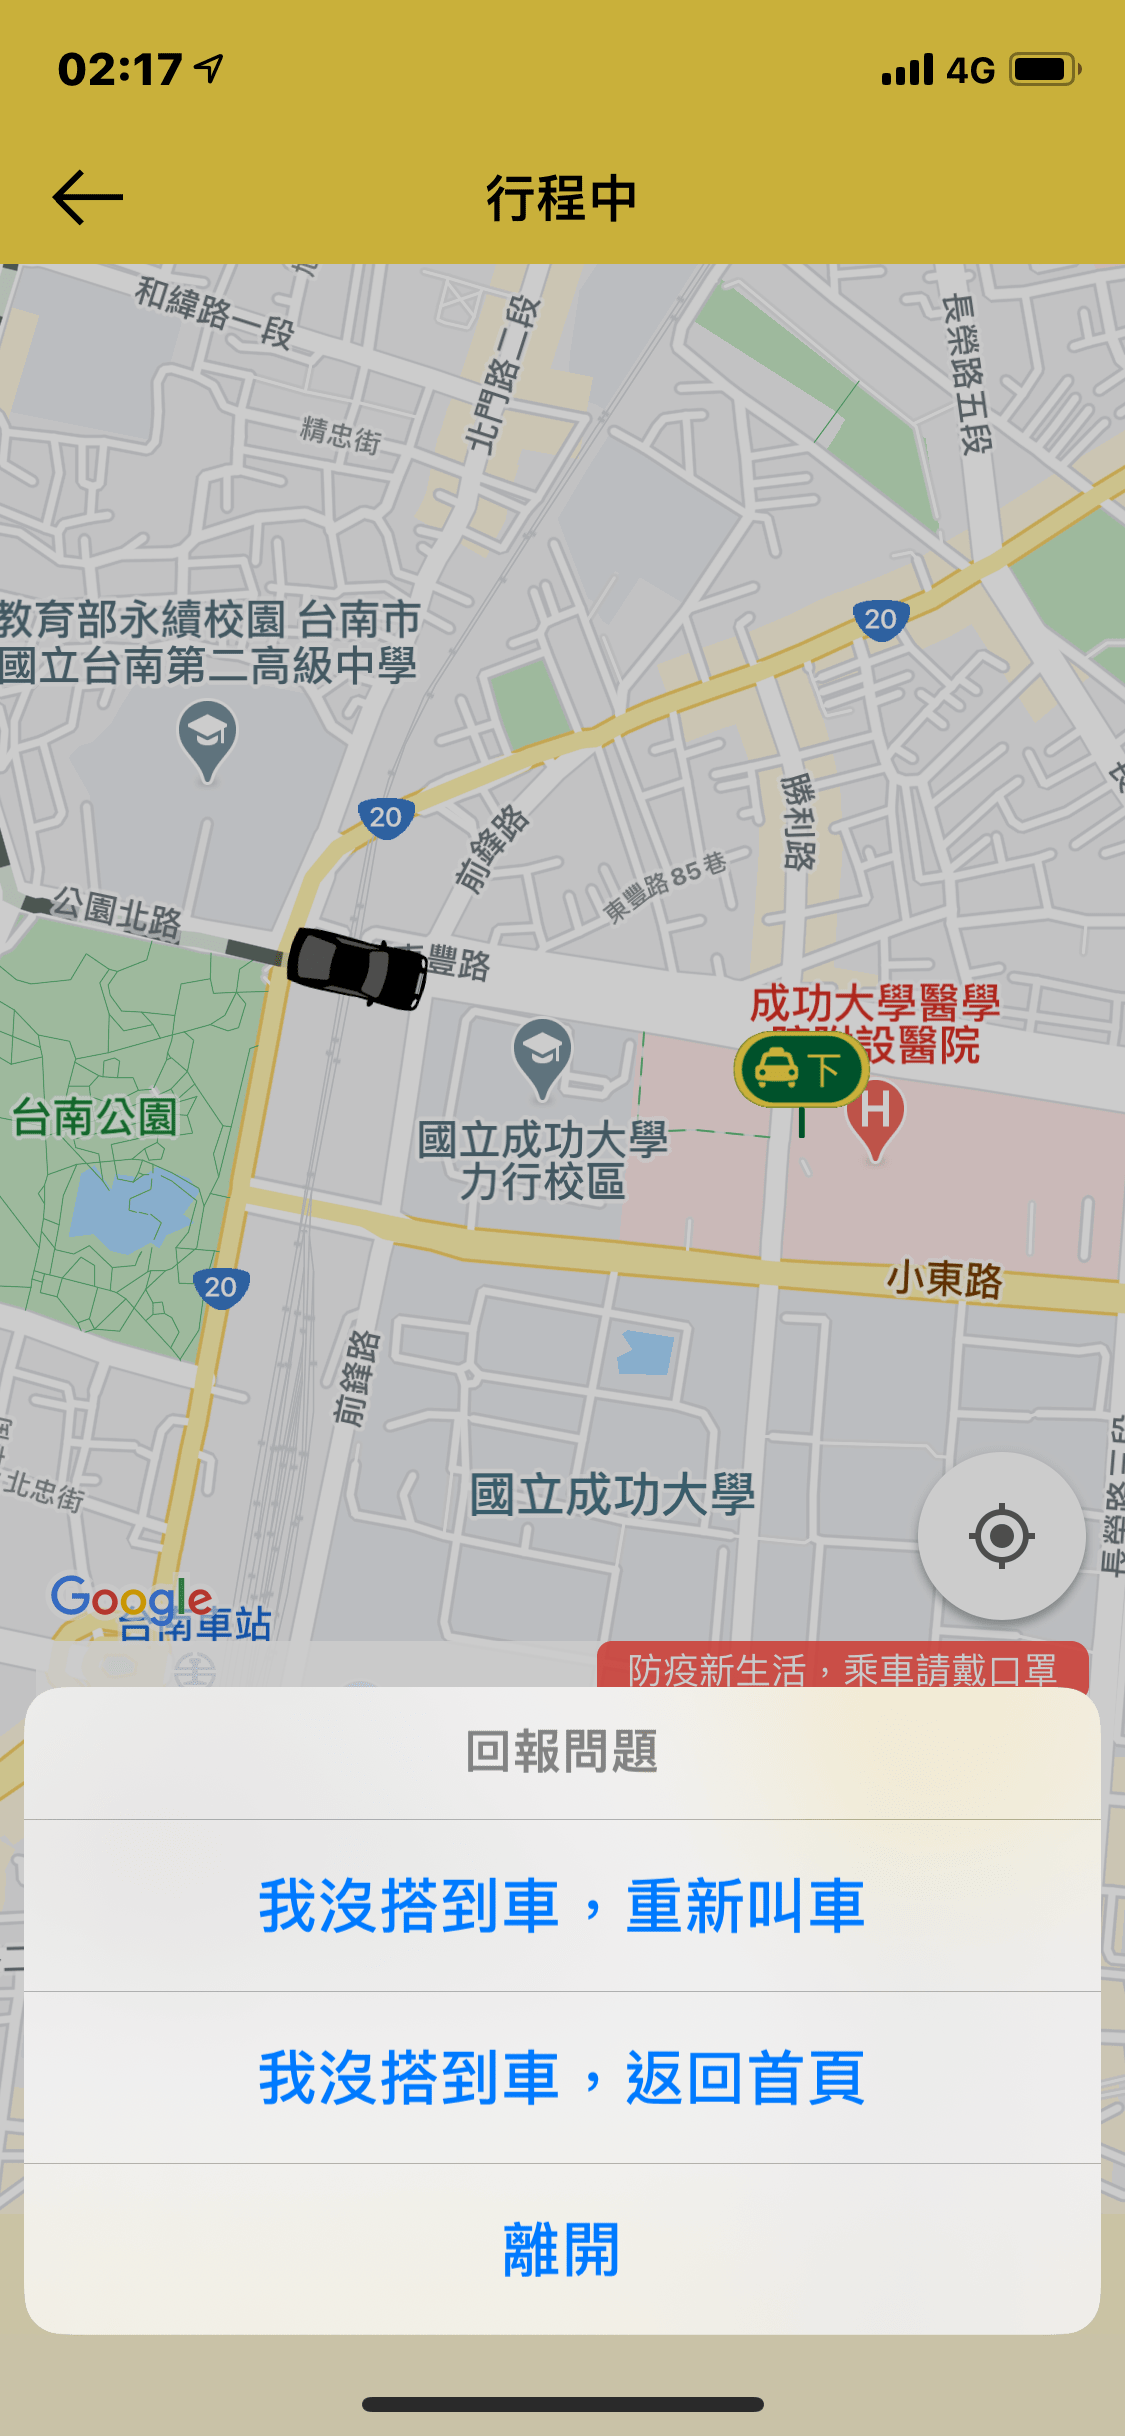 02:17
4G
行程中
和緯路一段
北門路二段
長榮路五段
精忠街
教育部永續校園 台南市
國立台南第二高級中學
20
20
前鋒路
勝利路
東豐路85巷
公園北路
豐路
成功大學醫學
設醫院
下
H
台南公園
國立成功大學
力行校區
20
小東路
前鋒路
北忠街
國立成功大學
長榮路三段
Google
台南車站
防疫新生活，乘車請戴口罩
回報問題
我沒搭到車，重新叫車
我沒搭到車，返回首頁
離開